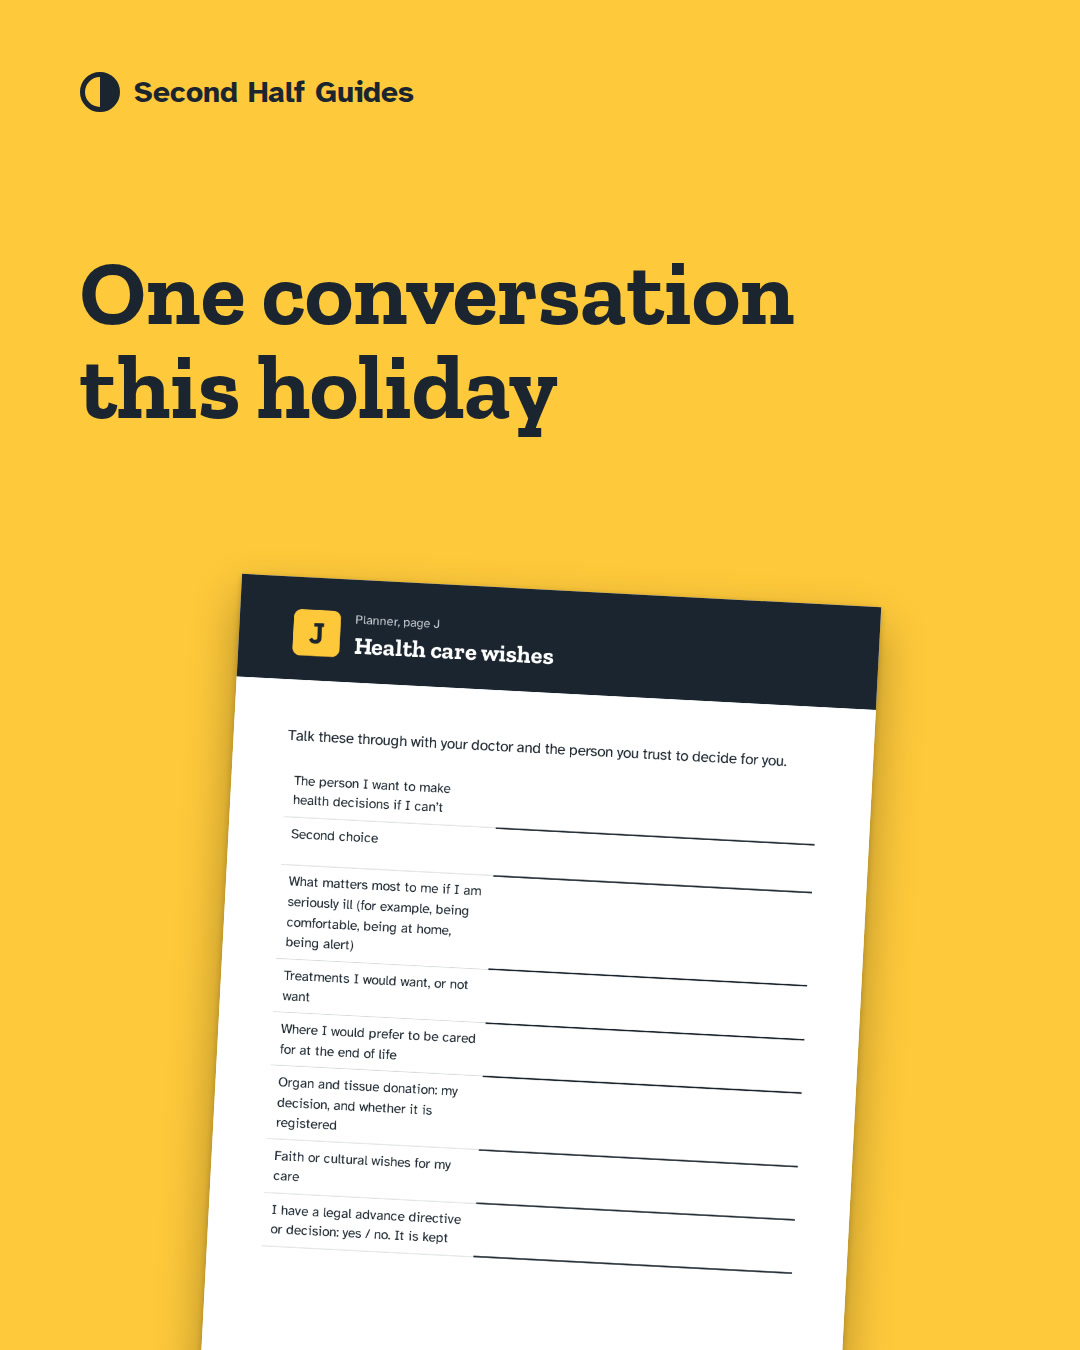 Second Half Guides
One conversation
this holiday
J
Planner, page J
Health care wishes
Talk these through with your doctor and the person you trust to decide for you.
The person I want to make
health decisions if I can't
Second choice
What matters most to me if I am
seriously ill (for example, being
comfortable, being at home,
being alert)
Treatments I would want, or not
want
Where I would prefer to be cared
for at the end of life
Organ and tissue donation: my
decision, and whether it is
registered
Faith or cultural wishes for my
care
I have a legal advance directive
or decision: yes / no. It is kept